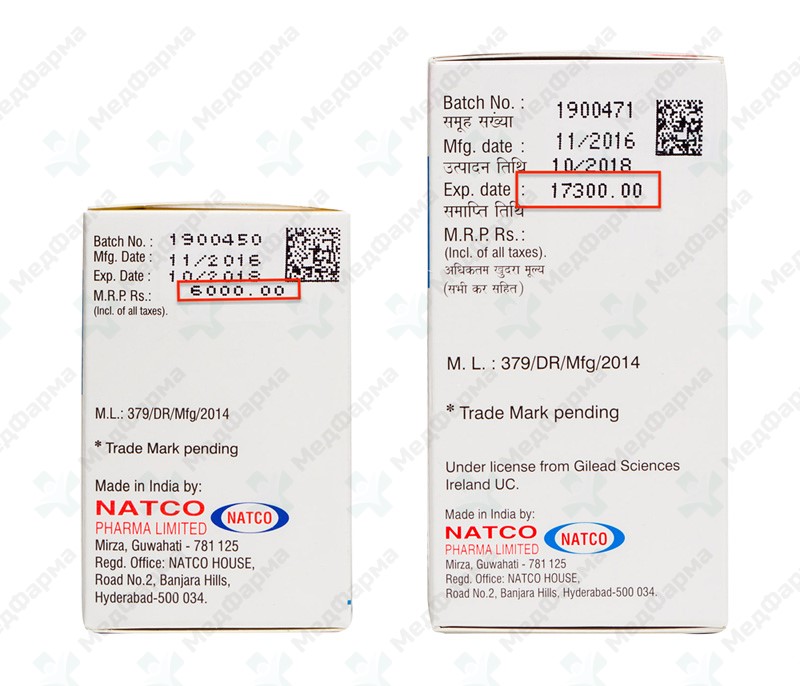 Batch No. : 1900450
Mfg. Date : 11/2016
Exp. Date : 10/2018
M.R.P. Rs.: 6000.00
(Incl. of all taxes).
M.L.: 379/DR/Mfg/2014
* Trade Mark pending
Made in India by:
NATCO
PHARMA LIMITED
NATCO
Mirza, Guwahati - 781 125
Regd. Office: NATCO HOUSE,
Road No.2, Banjara Hills,
Hyderabad-500 034.
Batch No. : 1900471
समूह संख्या
Mfg. date : 11/2016
उत्पादन तिथि 10/2018
Exp. date : 17300.00
समाप्ति तिथि
M.R.P. Rs.:
(Incl. of all taxes).
अधिकतम खुदरा मूल्य
(सभी कर सहित)
M. L. : 379/DR/Mfg/2014
* Trade Mark pending
Under license from Gilead Sciences
Ireland UC.
Made in India by:
NATCO
PHARMA LIMITED
NATCO
Mirza, Guwahati - 781 125
Regd. Office: NATCO HOUSE,
Road No.2, Banjara Hills, Hyderabad-500 034.
МедФарма